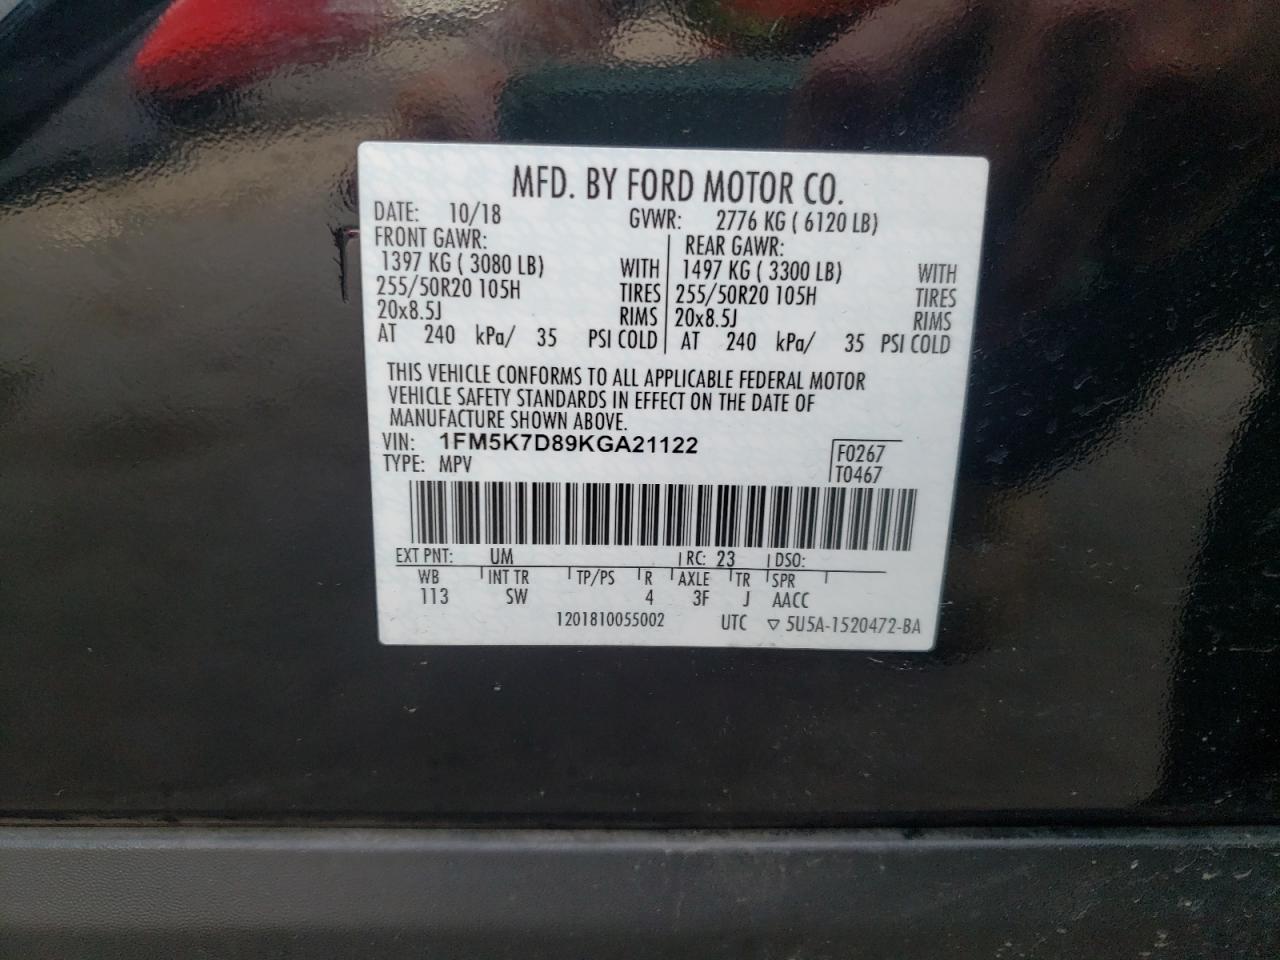 MFD. BY FORD MOTOR CO.
DATE: 10/18 GVWR: 2776 KG ( 6120 LB)
FRONT GAWR: REAR GAWR:
1397 KG ( 3080 LB) WITH 1497 KG ( 3300 LB) WITH
255/50R20 105H TIRES 255/50R20 105H TIRES
20x8.5J RIMS 20x8.5J RIMS
AT 240 kPa/ 35 PSI COLD AT 240 kPa/ 35 PSI COLD
THIS VEHICLE CONFORMS TO ALL APPLICABLE FEDERAL MOTOR
VEHICLE SAFETY STANDARDS IN EFFECT ON THE DATE OF
MANUFACTURE SHOWN ABOVE.
VIN: 1FM5K7D89KGA21122 F0267
TYPE: MPV T0467
EXT PNT: UM RC: 23 DSO:
WB INT TR TP/PS R AXLE TR SPR
113 SW 4 3F J AACC
1201810055002 UTC ▽ 5U5A-1520472-BA